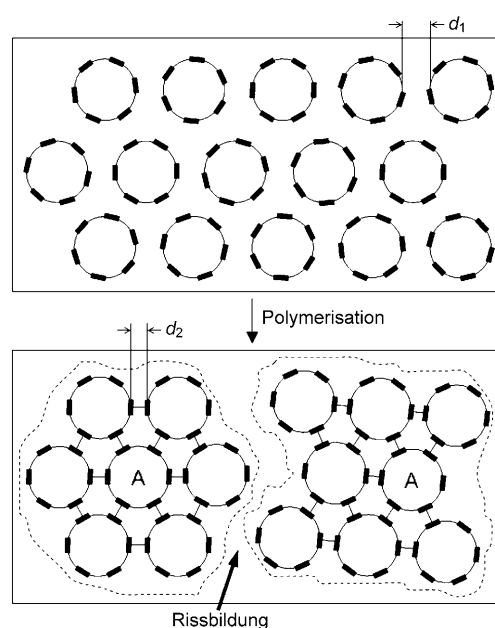 d₁
Polymerisation
d₂
A
A
Rissbildung